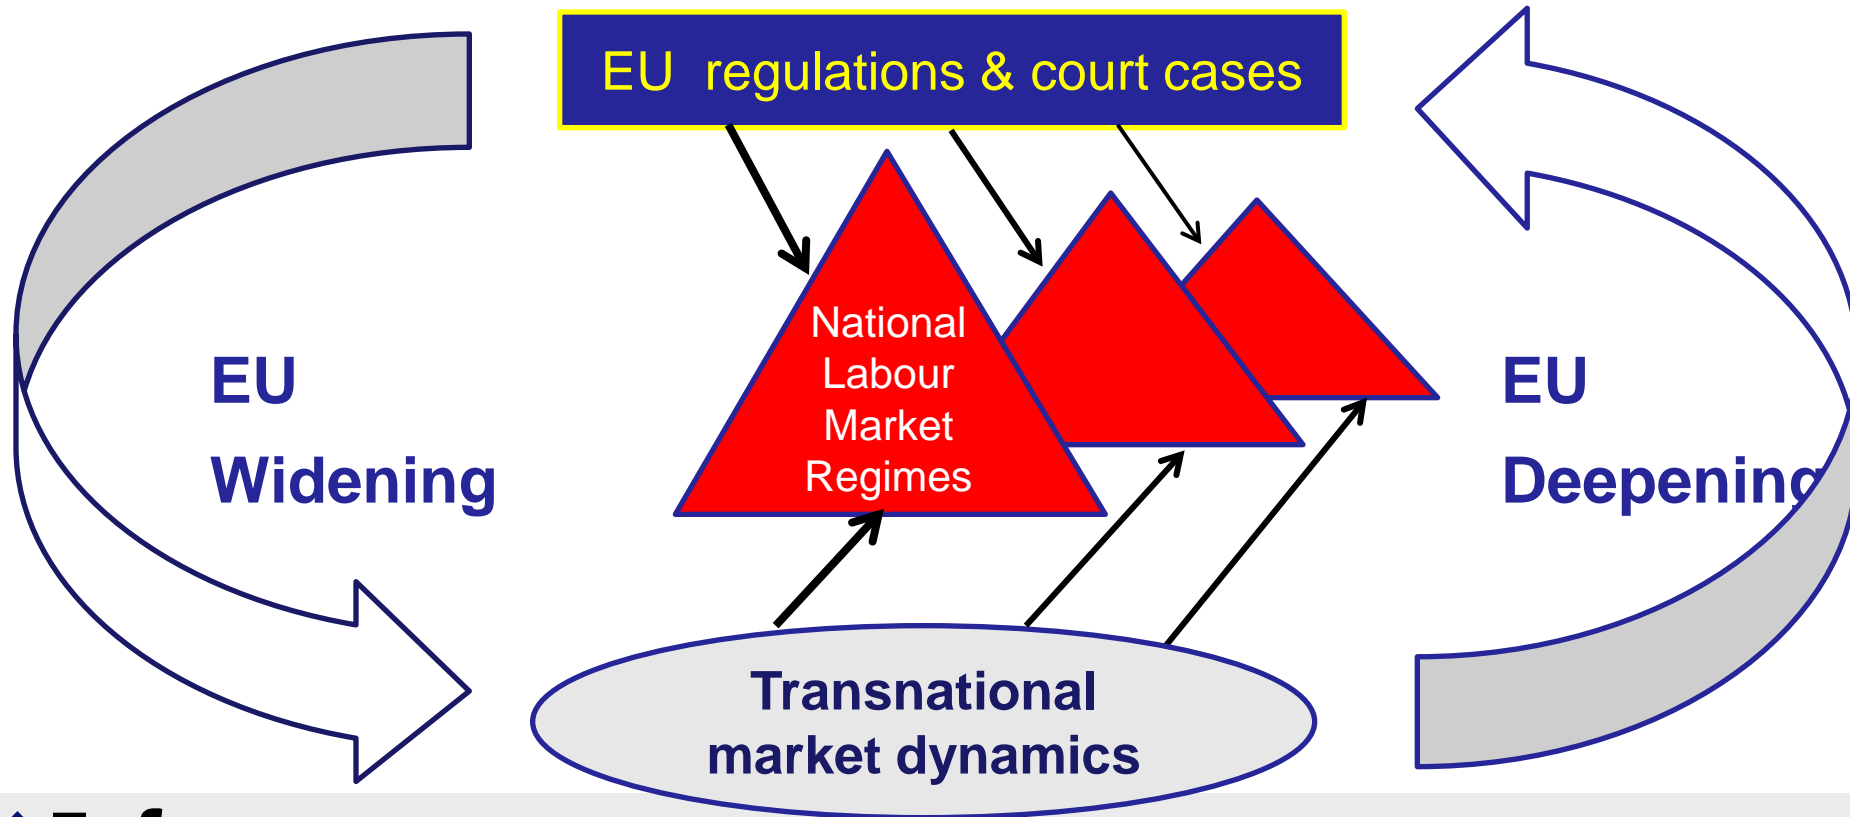 EU regulations & court cases
National
Labour
Market
Regimes
EU
Widening
EU
Deepening
Transnational
market dynamics